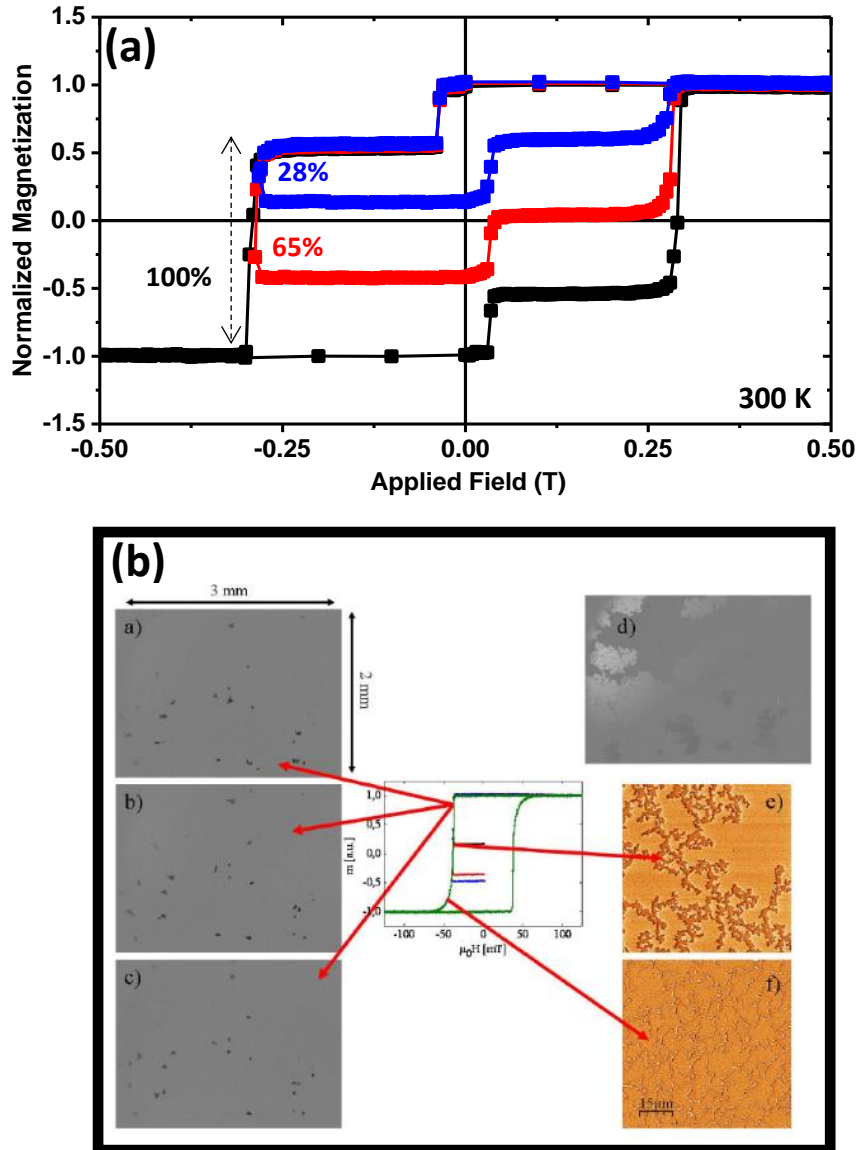 (a)
Normalized Magnetization
1.5
1.0
0.5
0.0
-0.5
-1.0
-1.5
28%
65%
100%
300 K
-0.50
-0.25
0.00
0.25
0.50
Applied Field (T)
(b)
3 mm
2 mm
a)
b)
c)
d)
e)
f)
15µm
m [a.u.]
1,0
0,5
0,0
-0,5
-1,0
-100
-50
0
50
100
µ₀H [mT]